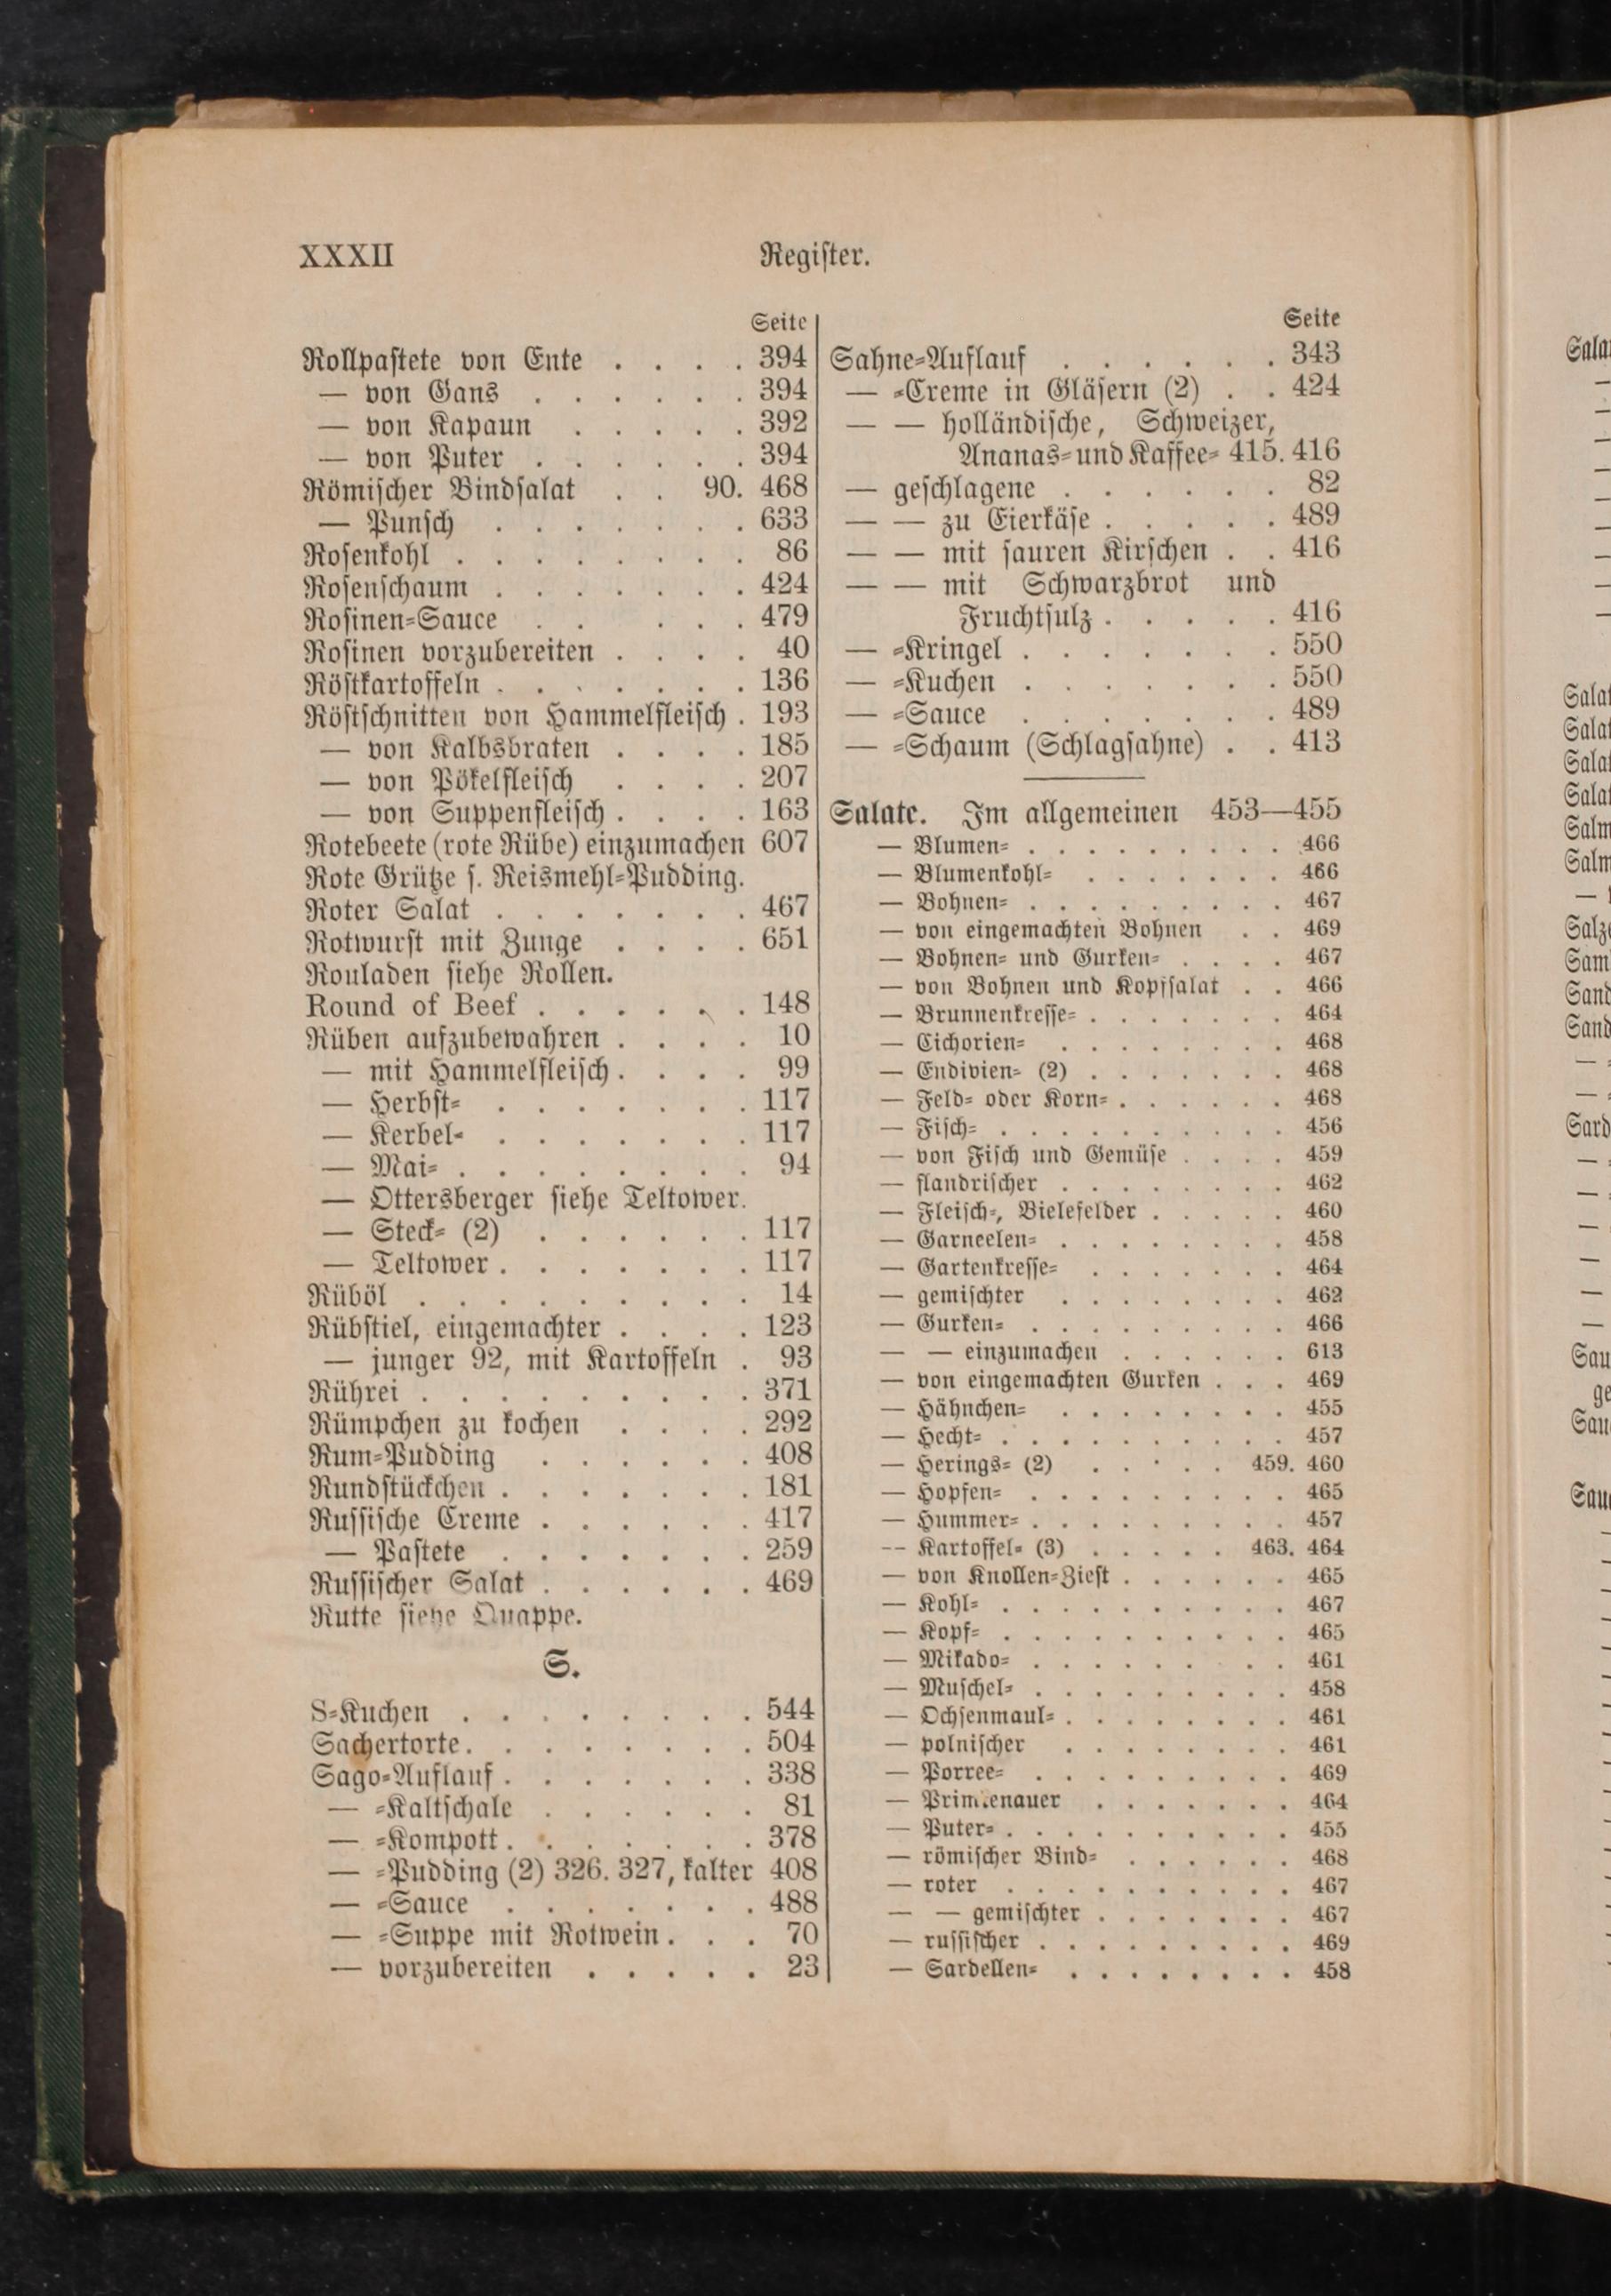 XXXII
Register.
Seite
Rollpastete von Ente . . . . 394
— von Gans . . . . . . . 394
— von Kapaun . . . . . 392
— von Puter . . . . . . . 394
Römischer Bindsalat . . 90. 468
— Punsch . . . . . . . . 633
Rosenkohl . . . . . . . . . 86
Rosenschaum . . . . . . . 424
Rosinen-Sauce . . . . . 479
Rosinen vorzubereiten . . . . 40
Röstkartoffeln . . . . . . . 136
Röstschnitten von Hammelfleisch . 193
— von Kalbsbraten . . . . 185
— von Pökelfleisch . . . . 207
— von Suppenfleisch . . . . 163
Rotebeete (rote Rübe) einzumachen 607
Rote Grütze s. Reismehl-Pudding.
Roter Salat . . . . . . . 467
Rotwurst mit Zunge . . . . 651
Rouladen siehe Rollen.
Round of Beef . . . . . . 148
Rüben aufzubewahren . . . . 10
— mit Hammelfleisch . . . . 99
— Herbst- . . . . . . . 117
— Kerbel- . . . . . . . 117
— Mai- . . . . . . . . 94
— Ottersberger siehe Teltower.
— Steck- (2) . . . . . . 117
— Teltower . . . . . . . 117
Rüböl . . . . . . . . . 14
Rübstiel, eingemachter . . . . 123
— junger 92, mit Kartoffeln . 93
Rührei . . . . . . . . . 371
Rümpchen zu kochen . . . . 292
Rum-Pudding . . . . . . 408
Rundstückchen . . . . . . . 181
Russische Creme . . . . . . 417
— Pastete . . . . . . . 259
Russischer Salat . . . . . . 469
Rutte siehe Quappe.
S.
S-Kuchen . . . . . . . . 544
Sachertorte . . . . . . . . 504
Sago-Auflauf . . . . . . . 338
— -Kaltschale . . . . . . 81
— -Kompott . . . . . . . 378
— -Pudding (2) 326. 327, kalter 408
— -Sauce . . . . . . . 488
— -Suppe mit Rotwein . . . 70
— vorzubereiten . . . . . 23
Seite
Sahne-Auflauf . . . . . . 343
— -Creme in Gläsern (2) . . 424
— — holländische, Schweizer,
Ananas- und Kaffee- 415. 416
— geschlagene . . . . . . 82
— — zu Eierkäse . . . . . 489
— — mit sauren Kirschen . . 416
— — mit Schwarzbrot und
Fruchtsulz . . . . . 416
— -Kringel . . . . . . . 550
— -Kuchen . . . . . . . 550
— -Sauce . . . . . . . 489
— -Schaum (Schlagsahne) . . 413
Salate. Im allgemeinen 453—455
— Blumen- . . . . . . . . . 466
— Blumenkohl- . . . . . . . 466
— Bohnen- . . . . . . . . . 467
— von eingemachten Bohnen . . 469
— Bohnen- und Gurken- . . . . 467
— von Bohnen und Kopfsalat . . 466
— Brunnenkresse- . . . . . . . 464
— Cichorien- . . . . . . . . 468
— Endivien- (2) . . . . . . . 468
— Feld- oder Korn- . . . . . . 468
— Fisch- . . . . . . . . . . 456
— von Fisch und Gemüse . . . . 459
— flandrischer . . . . . . . . 462
— Fleisch-, Bielefelder . . . . . 460
— Garneelen- . . . . . . . . 458
— Gartenkresse- . . . . . . . 464
— gemischter . . . . . . . . 462
— Gurken- . . . . . . . . . 466
— — einzumachen . . . . . . 613
— von eingemachten Gurken . . . 469
— Hähnchen- . . . . . . . . 455
— Hecht- . . . . . . . . . . 457
— Herings- (2) . . . . . 459. 460
— Hopfen- . . . . . . . . . 465
— Hummer- . . . . . . . . . 457
— Kartoffel- (3) . . . . . 463. 464
— von Knollen-Ziest . . . . . . 465
— Kohl- . . . . . . . . . . 467
— Kopf- . . . . . . . . . . 465
— Mikado- . . . . . . . . 461
— Muschel- . . . . . . . . . 458
— Ochsenmaul- . . . . . . . . 461
— polnischer . . . . . . . . 461
— Porree- . . . . . . . . . 469
— Primkenauer . . . . . . . 464
— Puter- . . . . . . . . . . 455
— römischer Bind- . . . . . . 468
— roter . . . . . . . . . . 467
— — gemischter . . . . . . . 467
— russischer . . . . . . . . . 469
— Sardellen- . . . . . . . . 458